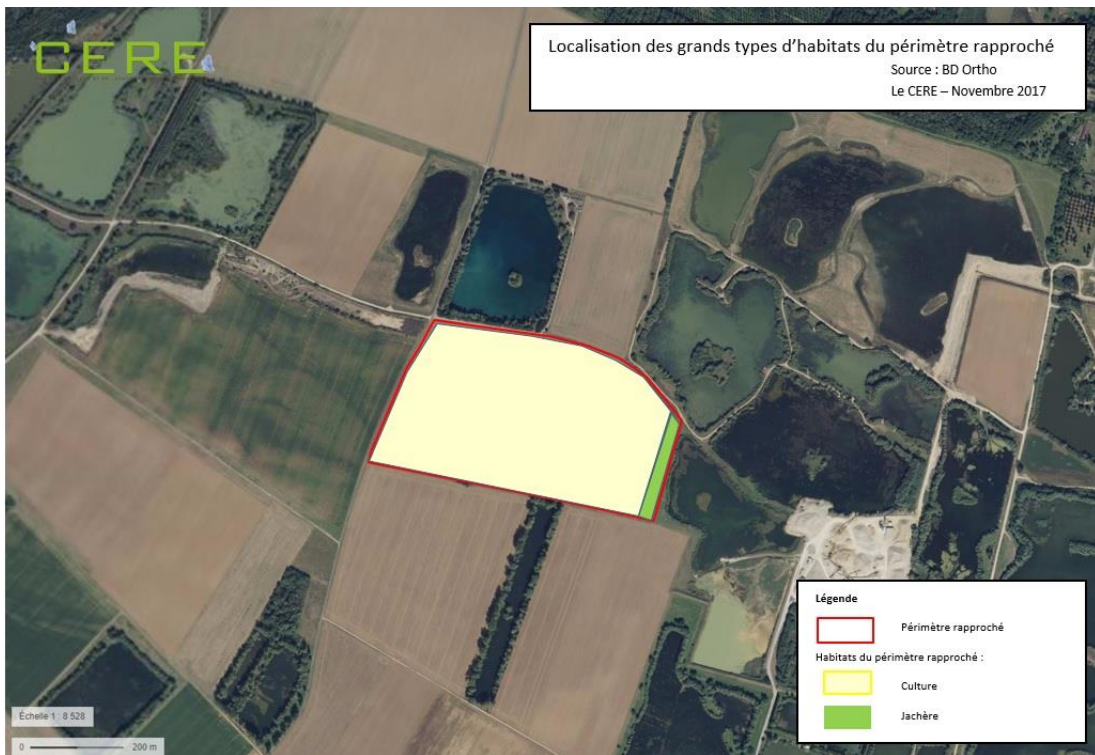 CERE
Localisation des grands types d'habitats du périmètre rapproché
Source : BD Ortho
Le CERE – Novembre 2017
Légende
Périmètre rapproché
Habitats du périmètre rapproché :
Culture
Jachère
Échelle 1 : 8 528
0 200 m